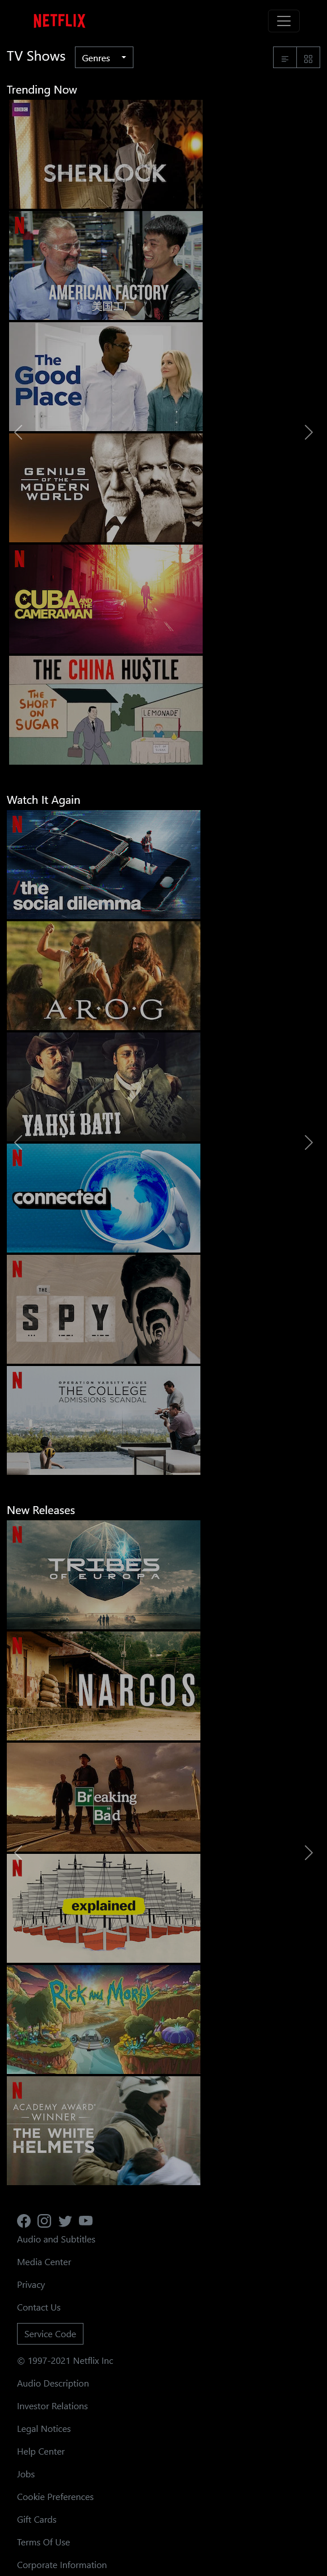 NETFLIX
TV Shows
Genres
Trending Now
BBC
SHERLOCK
N
AMERICAN FACTORY
美国工厂
The
Good
Place
GENIUS
OF THE
MODERN
WORLD
N
CUBA AND THE
CAMERAMAN
THE CHINA HU$TLE
THE
SHORT
ON
SUGAR
LEMONADE
Watch It Again
N
/the
social dilemma
A.R.O.G
YAHŞİ BATI
N
connected
N
THE
SPY
N
OPERATION VARSITY BLUES
THE COLLEGE
ADMISSIONS SCANDAL
New Releases
N
TRIBES
OF EUROPA
N
NARCOS
Breaking
Bad
N
explained
Rick and Morty
N
ACADEMY AWARD®
WINNER
THE WHITE
HELMETS
Audio and Subtitles
Media Center
Privacy
Contact Us
Service Code
© 1997-2021 Netflix Inc
Audio Description
Investor Relations
Legal Notices
Help Center
Jobs
Cookie Preferences
Gift Cards
Terms Of Use
Corporate Information